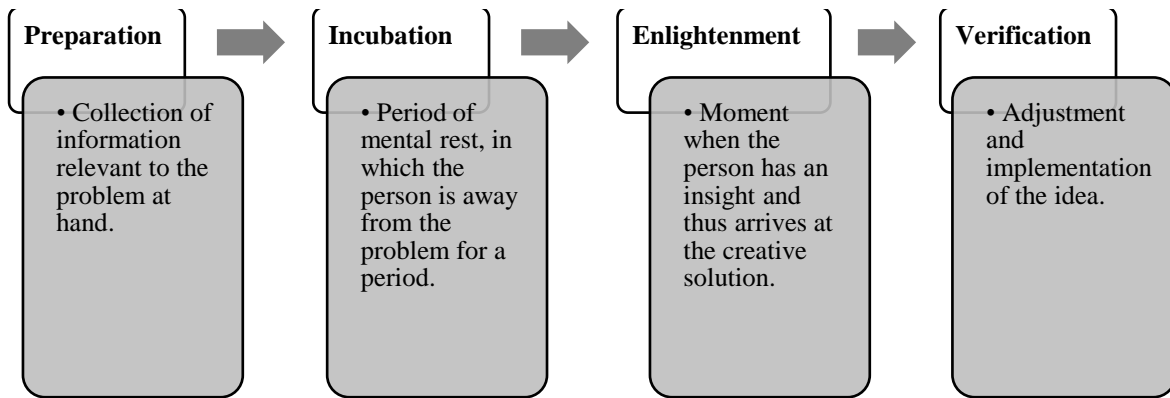 Preparation
• Collection of
information
relevant to the
problem at
hand.
Incubation
• Period of
mental rest, in
which the
person is away
from the
problem for a
period.
Enlightenment
• Moment
when the
person has an
insight and
thus arrives at
the creative
solution.
Verification
• Adjustment
and
implementation
of the idea.